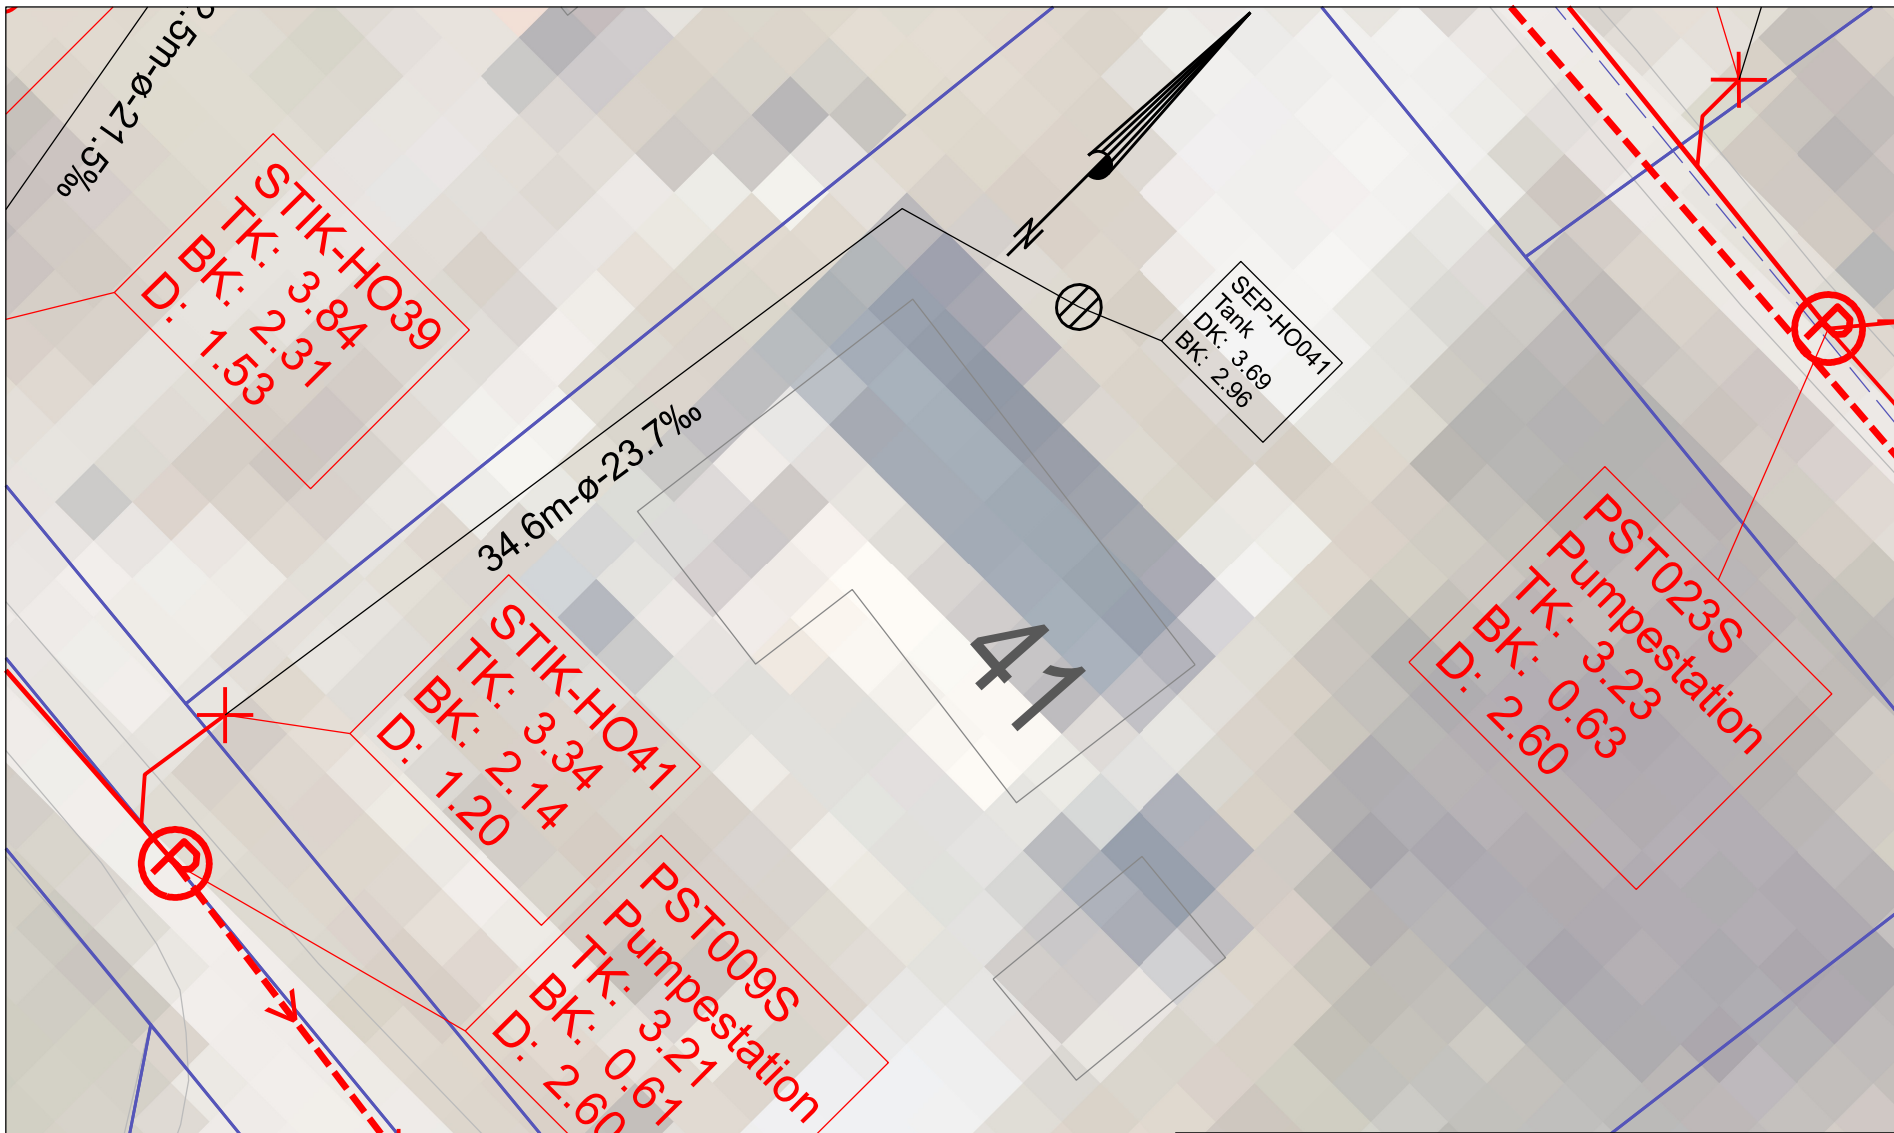 .5m-ø-21.5‰
STIK-HO39
TK: 3.84
BK: 2.31
D: 1.53
N
SEP-HO041
Tank
DK: 3.69
BK: 2.96
34.6m-ø-23.7‰
P
PST023S
Pumpestation
TK: 3.23
BK: 0.63
D: 2.60
41
STIK-HO41
TK: 3.34
BK: 2.14
D: 1.20
P
PST009S
Pumpestation
TK: 3.21
BK: 0.61
D: 2.60